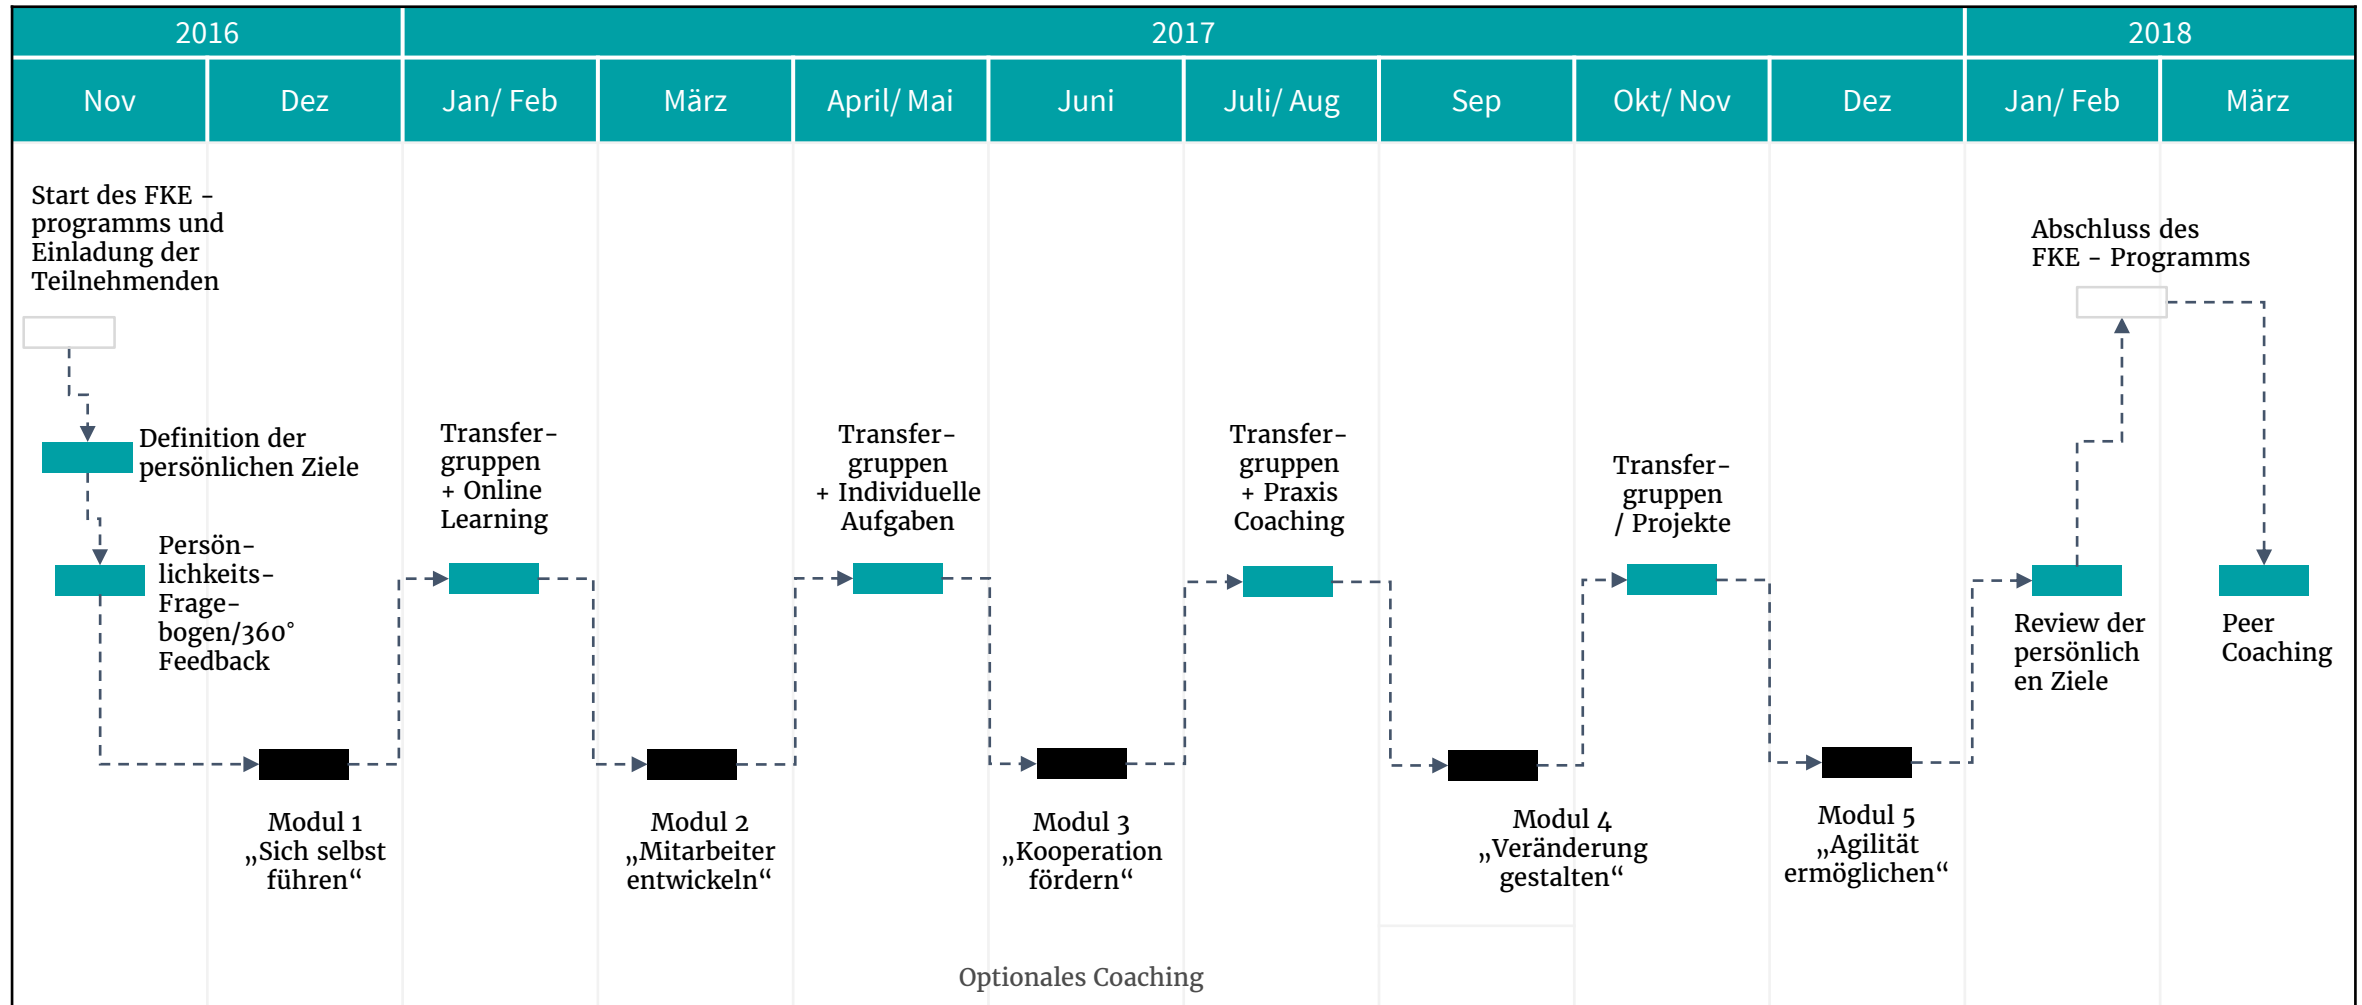 2016
2017
2018
Nov
Dez
Jan/ Feb
März
April/ Mai
Juni
Juli/ Aug
Sep
Okt/ Nov
Dez
Jan/ Feb
März
Start des FKE -
programms und
Einladung der
Teilnehmenden
Definition der
persönlichen Ziele
Persön-
lichkeits-
Frage-
bogen/360°
Feedback
Modul 1
„Sich selbst
führen“
Transfer-
gruppen
+ Online
Learning
Modul 2
„Mitarbeiter
entwickeln“
Transfer-
gruppen
+ Individuelle
Aufgaben
Modul 3
„Kooperation
fördern“
Transfer-
gruppen
+ Praxis
Coaching
Modul 4
„Veränderung
gestalten“
Transfer-
gruppen
/ Projekte
Modul 5
„Agilität
ermöglichen“
Review der
persönlich
en Ziele
Abschluss des
FKE - Programms
Peer
Coaching
Optionales Coaching